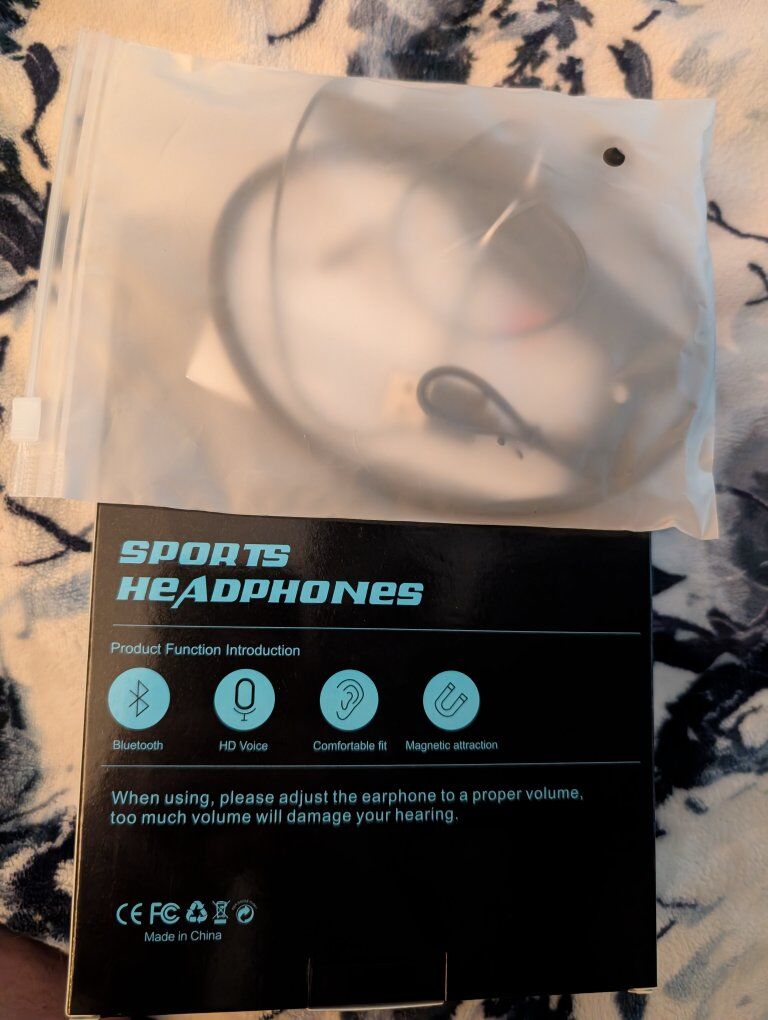 SPORTS
HEADPHONES
Product Function Introduction
Bluetooth HD Voice Comfortable fit Magnetic attraction
When using, please adjust the earphone to a proper volume,
too much volume will damage your hearing.
CE FC
Made in China